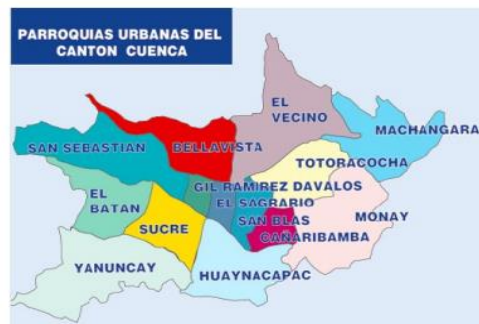 PARROQUIAS URBANAS DEL
CANTON CUENCA
EL
VECINO
MACHANGARA
SAN SEBASTIAN
BELLAVISTA
TOTORACOCHA
GIL RAMIREZ DAVALOS
EL
BATAN
EL SAGRARIO
MONAY
SUCRE
SAN BLAS
CAÑARIBAMBA
YANUNCAY
HUAYNACAPAC